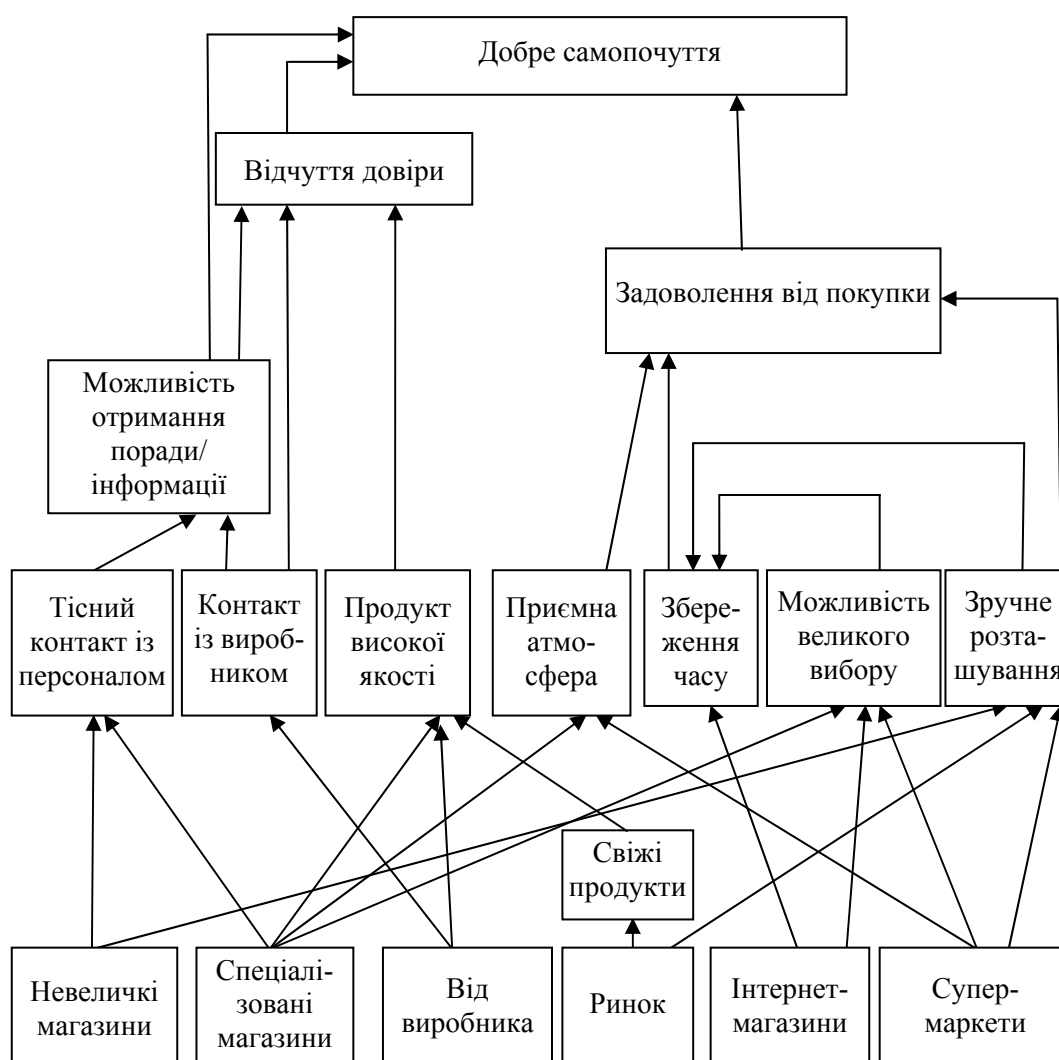 Добре самопочуття
Відчуття довіри
Задоволення від покупки
Можливість
отримання
поради/
інформації
Тісний
контакт із
персоналом
Контакт
із вироб-
ником
Продукт
високої
якості
Приємна
атмо-
сфера
Збере-
ження
часу
Можливість
великого
вибору
Зручне
розта-
шування
Свіжі
продукти
Невеличкі
магазини
Спеціалі-
зовані
магазини
Від
виробника
Ринок
Інтернет-
магазини
Супер-
маркети